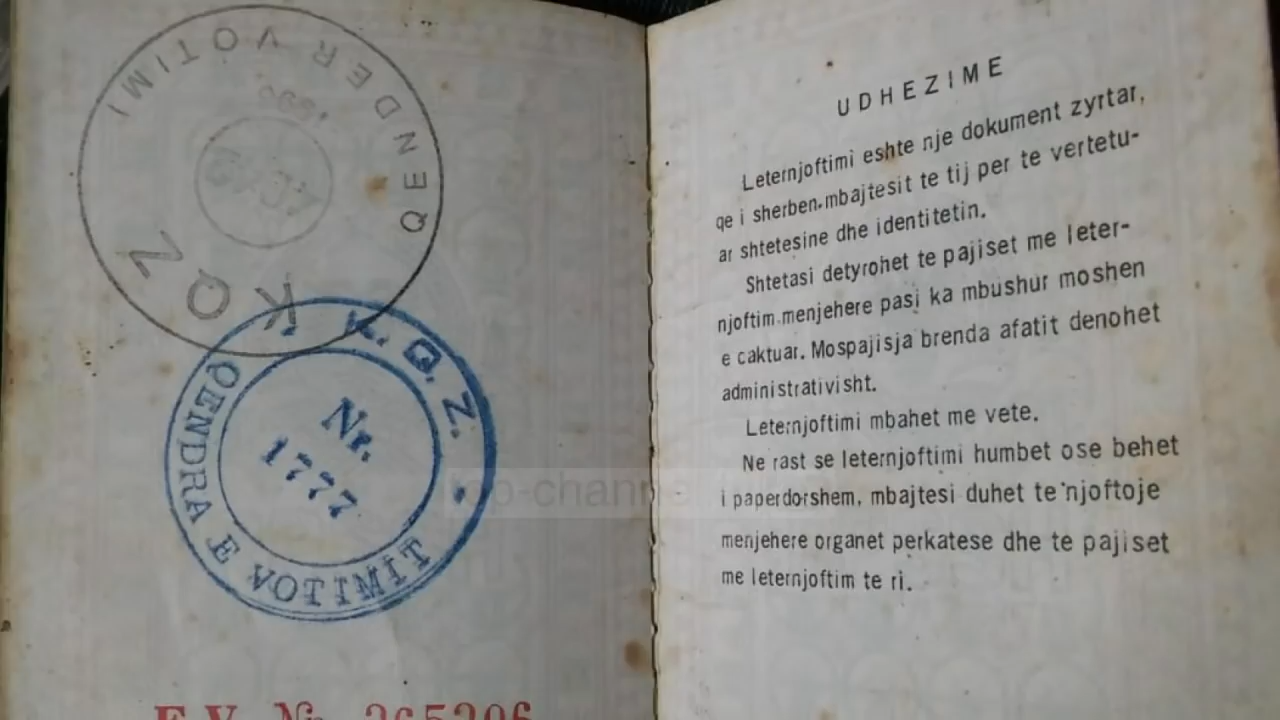 QENDER VOTIMI
KQZ
K.Q.Z.
QENDRA E VOTIMIT
Nr.
1777
UDHEZIME
Leternjoftimi eshte nje dokument zyrtar,
qe i sherben mbajtesit te tij per te vertetu-
ar shtetesine dhe identitetin.
Shtetasi detyrohet te pajiset me leter-
njoftim menjehere pasi ka mbushur moshen
e caktuar. Mospajisja brenda afatit denohet
administrativisht.
Leternjoftimi mbahet me vete.
Ne rast se leternjoftimi humbet ose behet
i paperdorshem, mbajtesi duhet te njoftoje
menjehere organet perkatese dhe te pajiset
me leternjoftim te ri.